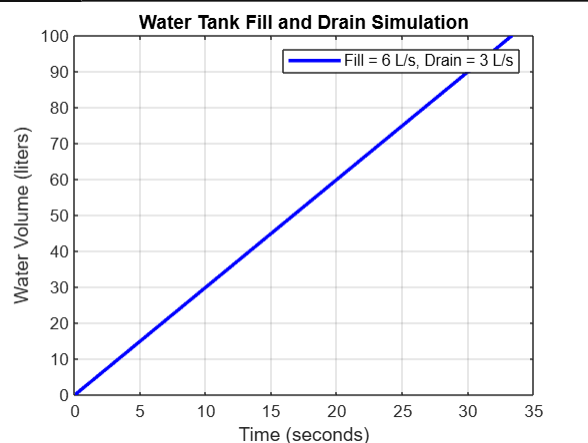 Water Tank Fill and Drain Simulation
100
90
80
70
60
50
40
30
20
10
0
Water Volume (liters)
Fill = 6 L/s, Drain = 3 L/s
0 5 10 15 20 25 30 35
Time (seconds)